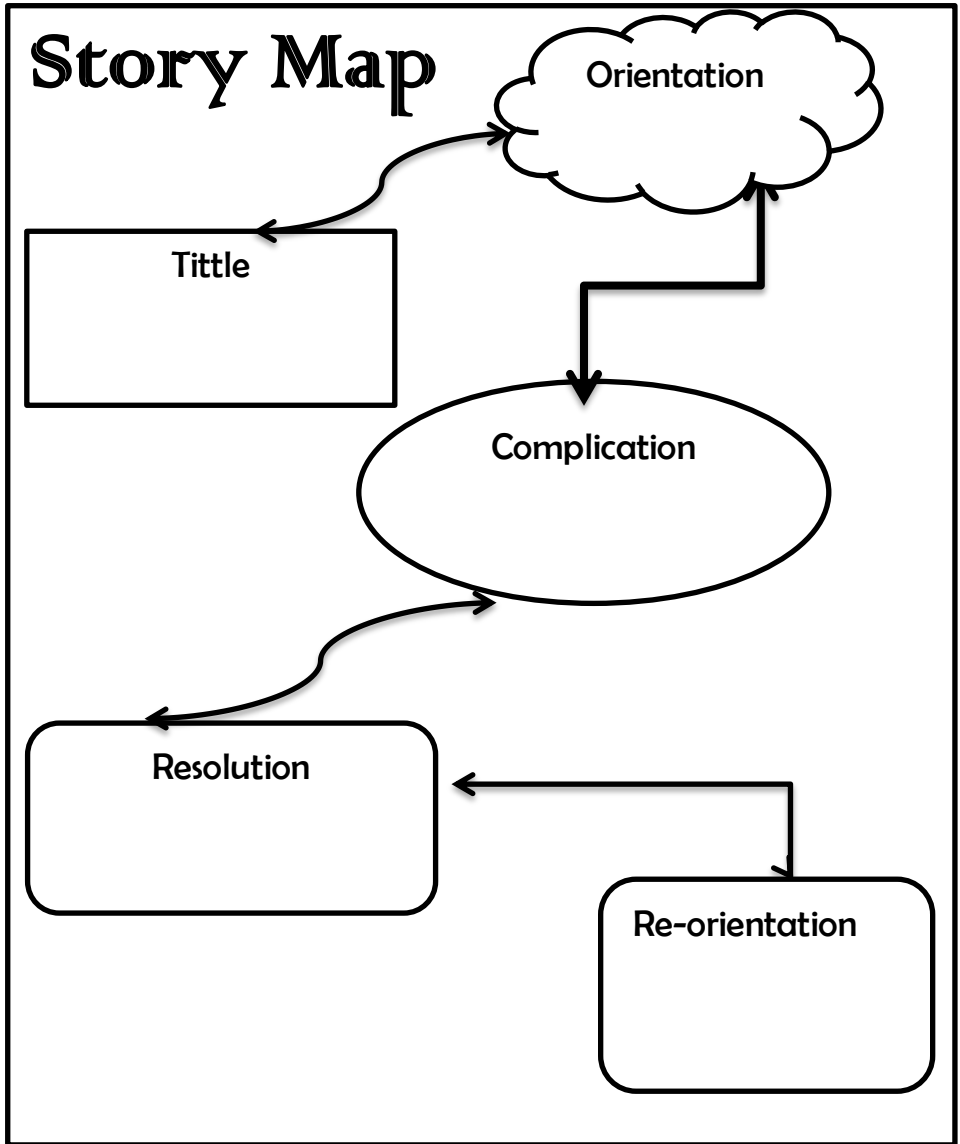 Story Map
Orientation
Tittle
Complication
Resolution
Re-orientation